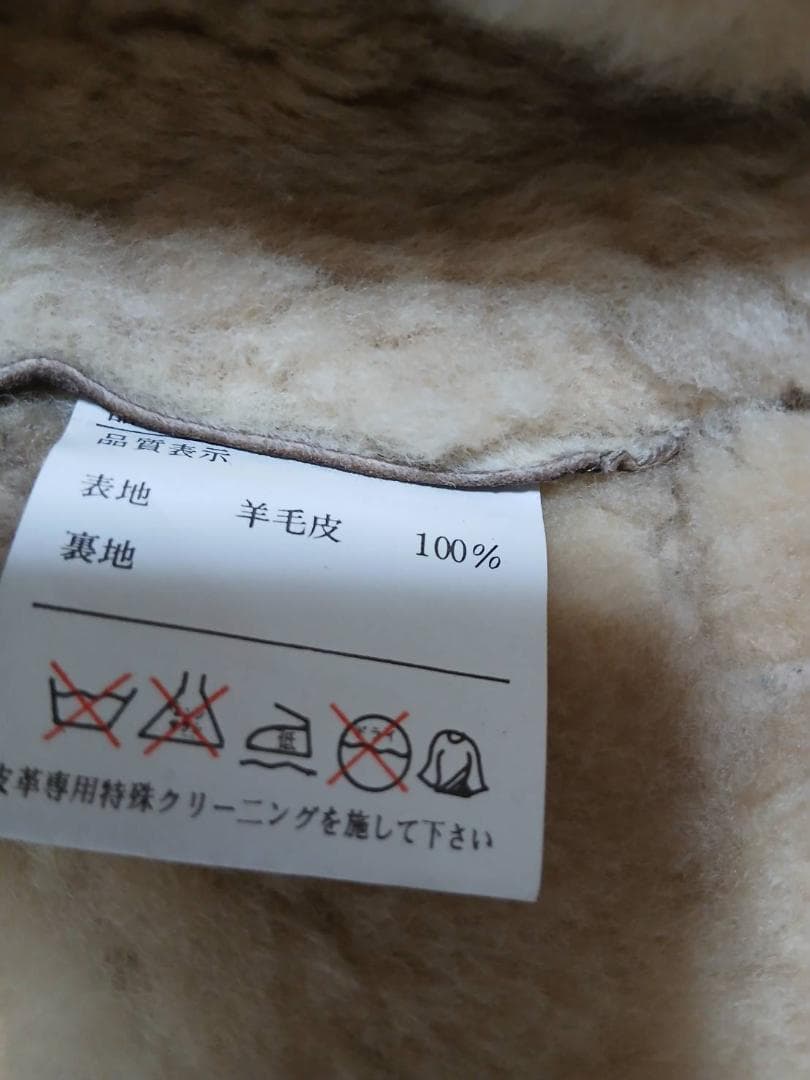 品質表示
表地 羊毛皮 100%
裏地
低
皮革専用特殊クリーニングを施して下さい